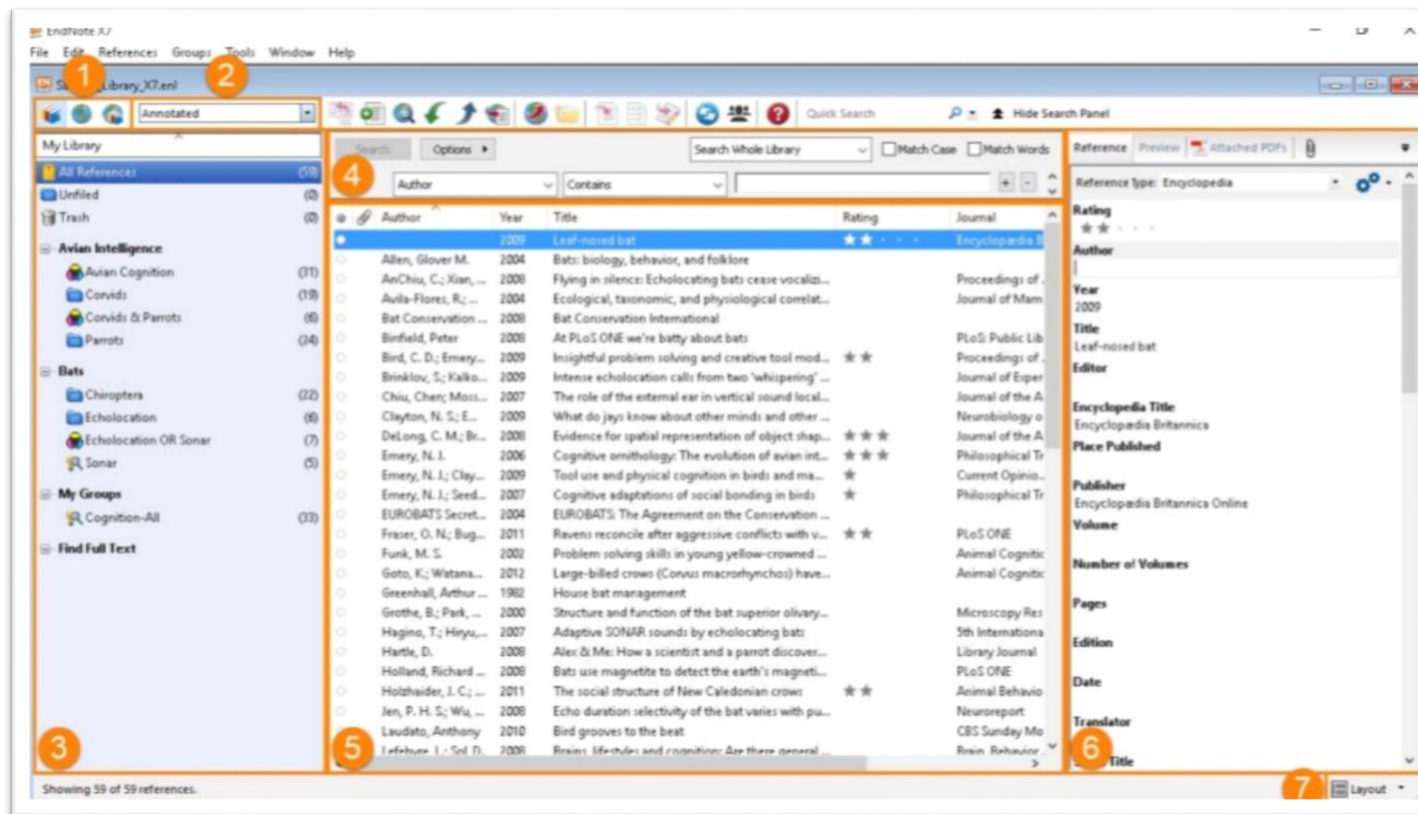 EndNote X7
File Edit References Groups Tools Window Help
1 2
Library_X7.enl
Annotated
Quick Search Hide Search Panel
My Library
All References (59)
Unfiled (0)
Trash (0)
Avian Intelligence
Avian Cognition (31)
Corvids (19)
Corvids & Parrots (6)
Parrots (24)
Bats
Chiroptera (22)
Echolocation (6)
Echolocation OR Sonar (7)
Sonar (5)
My Groups
Cognition-All (33)
Find Full Text
3
Search Options Search Whole Library Match Case Match Words
4
Author Contains + -
Author Year Title Rating Journal
2009 Leaf-nosed bat Encyclopædia B
Allen, Glover M. 2004 Bats: biology, behavior, and folklore
AnChiu, C.; Xian, ... 2008 Flying in silence: Echolocating bats cease vocalizi... Proceedings of .
Avila-Flores, R.; ... 2004 Ecological, taxonomic, and physiological correlat... Journal of Mam
Bat Conservation ... 2008 Bat Conservation International
Binfield, Peter 2008 At PLoS ONE we're batty about bats PLoS: Public Lib
Bird, C. D.; Emery... 2009 Insightful problem solving and creative tool mod... Proceedings of .
Brinklov, S.; Kalko... 2009 Intense echolocation calls from two 'whispering' ... Journal of Exper
Chiu, Chen; Moss... 2007 The role of the external ear in vertical sound local... Journal of the A
Clayton, N. S.; E... 2009 What do jays know about other minds and other ... Neurobiology o
DeLong, C. M.; Br... 2008 Evidence for spatial representation of object shap... Journal of the A
Emery, N. J. 2006 Cognitive ornithology: The evolution of avian int... Philosophical Tr
Emery, N. J.; Clay... 2009 Tool use and physical cognition in birds and ma... Current Opinio...
Emery, N. J.; Seed... 2007 Cognitive adaptations of social bonding in birds Philosophical Tr
EUROBATS Secret... 2004 EUROBATS: The Agreement on the Conservation ...
Fraser, O. N.; Bug... 2011 Ravens reconcile after aggressive conflicts with v... PLoS ONE
Funk, M. S. 2002 Problem solving skills in young yellow-crowned ... Animal Cognitic
Goto, K.; Watana... 2012 Large-billed crows (Corvus macrorhynchos) have... Animal Cognitic
Greenhall, Arthur ... 1982 House bat management
Grothe, B.; Park, ... 2000 Structure and function of the bat superior olivary... Microscopy Res
Hagino, T.; Hiryu,... 2007 Adaptive SONAR sounds by echolocating bats 5th Internationa
Hartle, D. 2008 Alex & Me: How a scientist and a parrot discover... Library Journal
Holland, Richard ... 2008 Bats use magnetite to detect the earth's magneti... PLoS ONE
Holzhaider, J. C.; ... 2011 The social structure of New Caledonian crows Animal Behavio
Jen, P. H. S.; Wu, ... 2008 Echo duration selectivity of the bat varies with pu... Neuroreport
Laudato, Anthony 2010 Bird grooves to the beat CBS Sunday Mo
Lefebvre, L.; Sol, D. 2008 Brains, lifestyles and cognition: Are there general ... Brain, Behavior
5
Reference Preview Attached PDFs
Reference Type: Encyclopedia
Rating
Author
Year
2009
Title
Leaf-nosed bat
Editor
Encyclopedia Title
Encyclopædia Britannica
Place Published
Publisher
Encyclopædia Britannica Online
Volume
Number of Volumes
Pages
Edition
Date
Translator
6 Title
Showing 59 of 59 references.
7 Layout